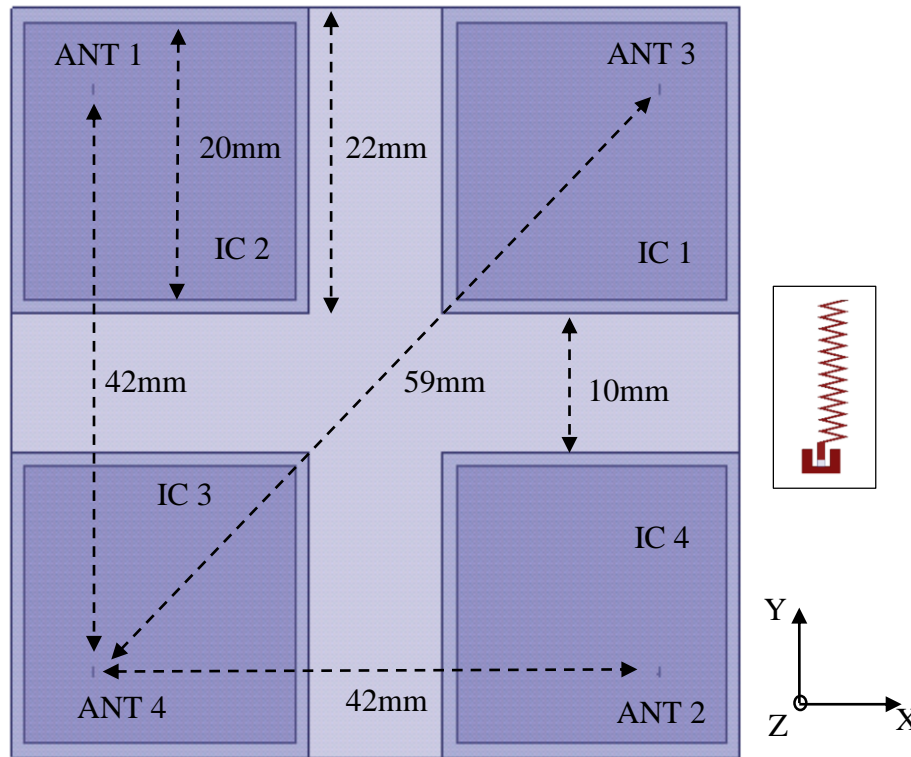 ANT 1
ANT 3
20mm
22mm
IC 2
IC 1
42mm
59mm
10mm
IC 3
IC 4
ANT 4
42mm
ANT 2
Y
Z
X